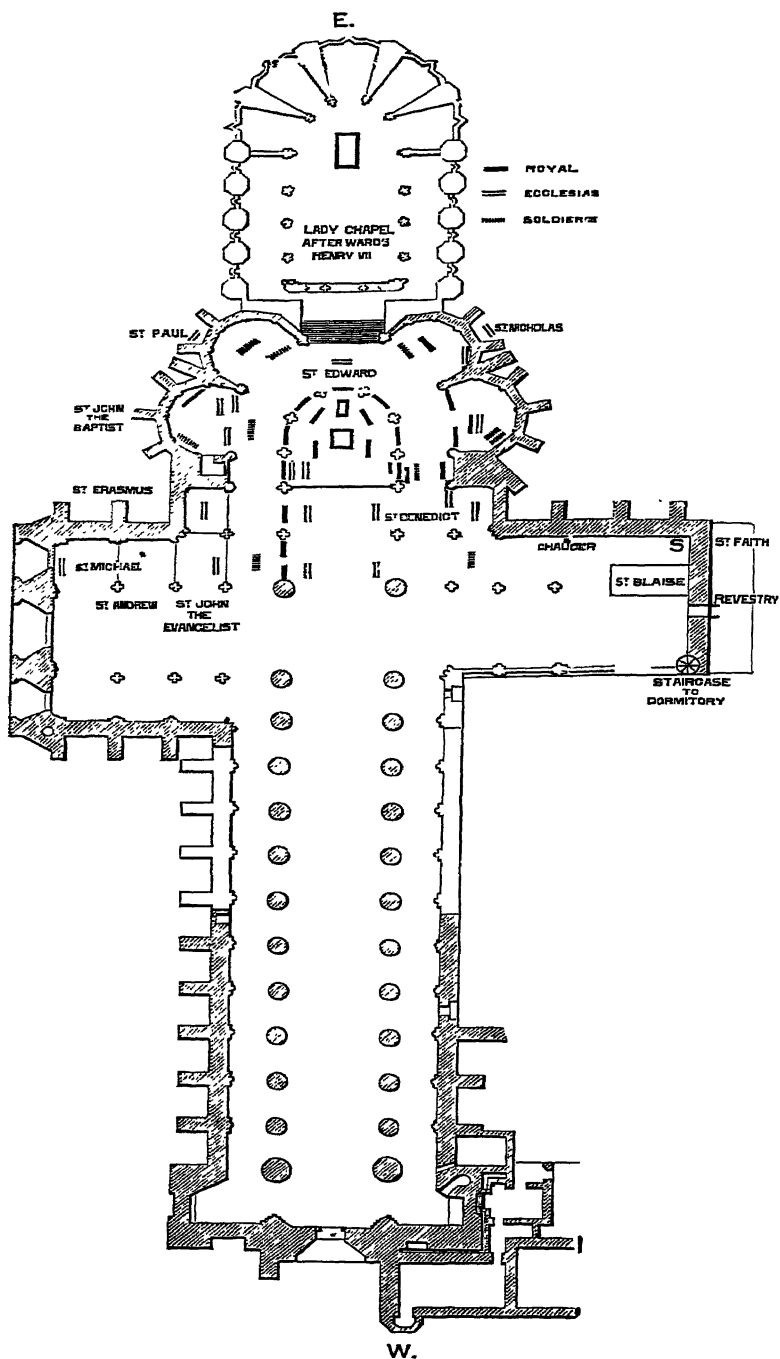 E.
ROYAL
ECCLESIAS
LADY CHAPEL
AFTERWARDS
HENRY VII
ST PAUL
ST NICHOLAS
ST EDWARD
ST JOHN
THE
BAPTIST
ST ERASMUS
ST BENEDICT
CHAUCER
S
ST FAITH
ST MICHAEL
ST BLAISE
REVESTRY
ST ANDREW
ST JOHN
THE
EVANGELIST
STAIRCASE
TO
DORMITORY
W.